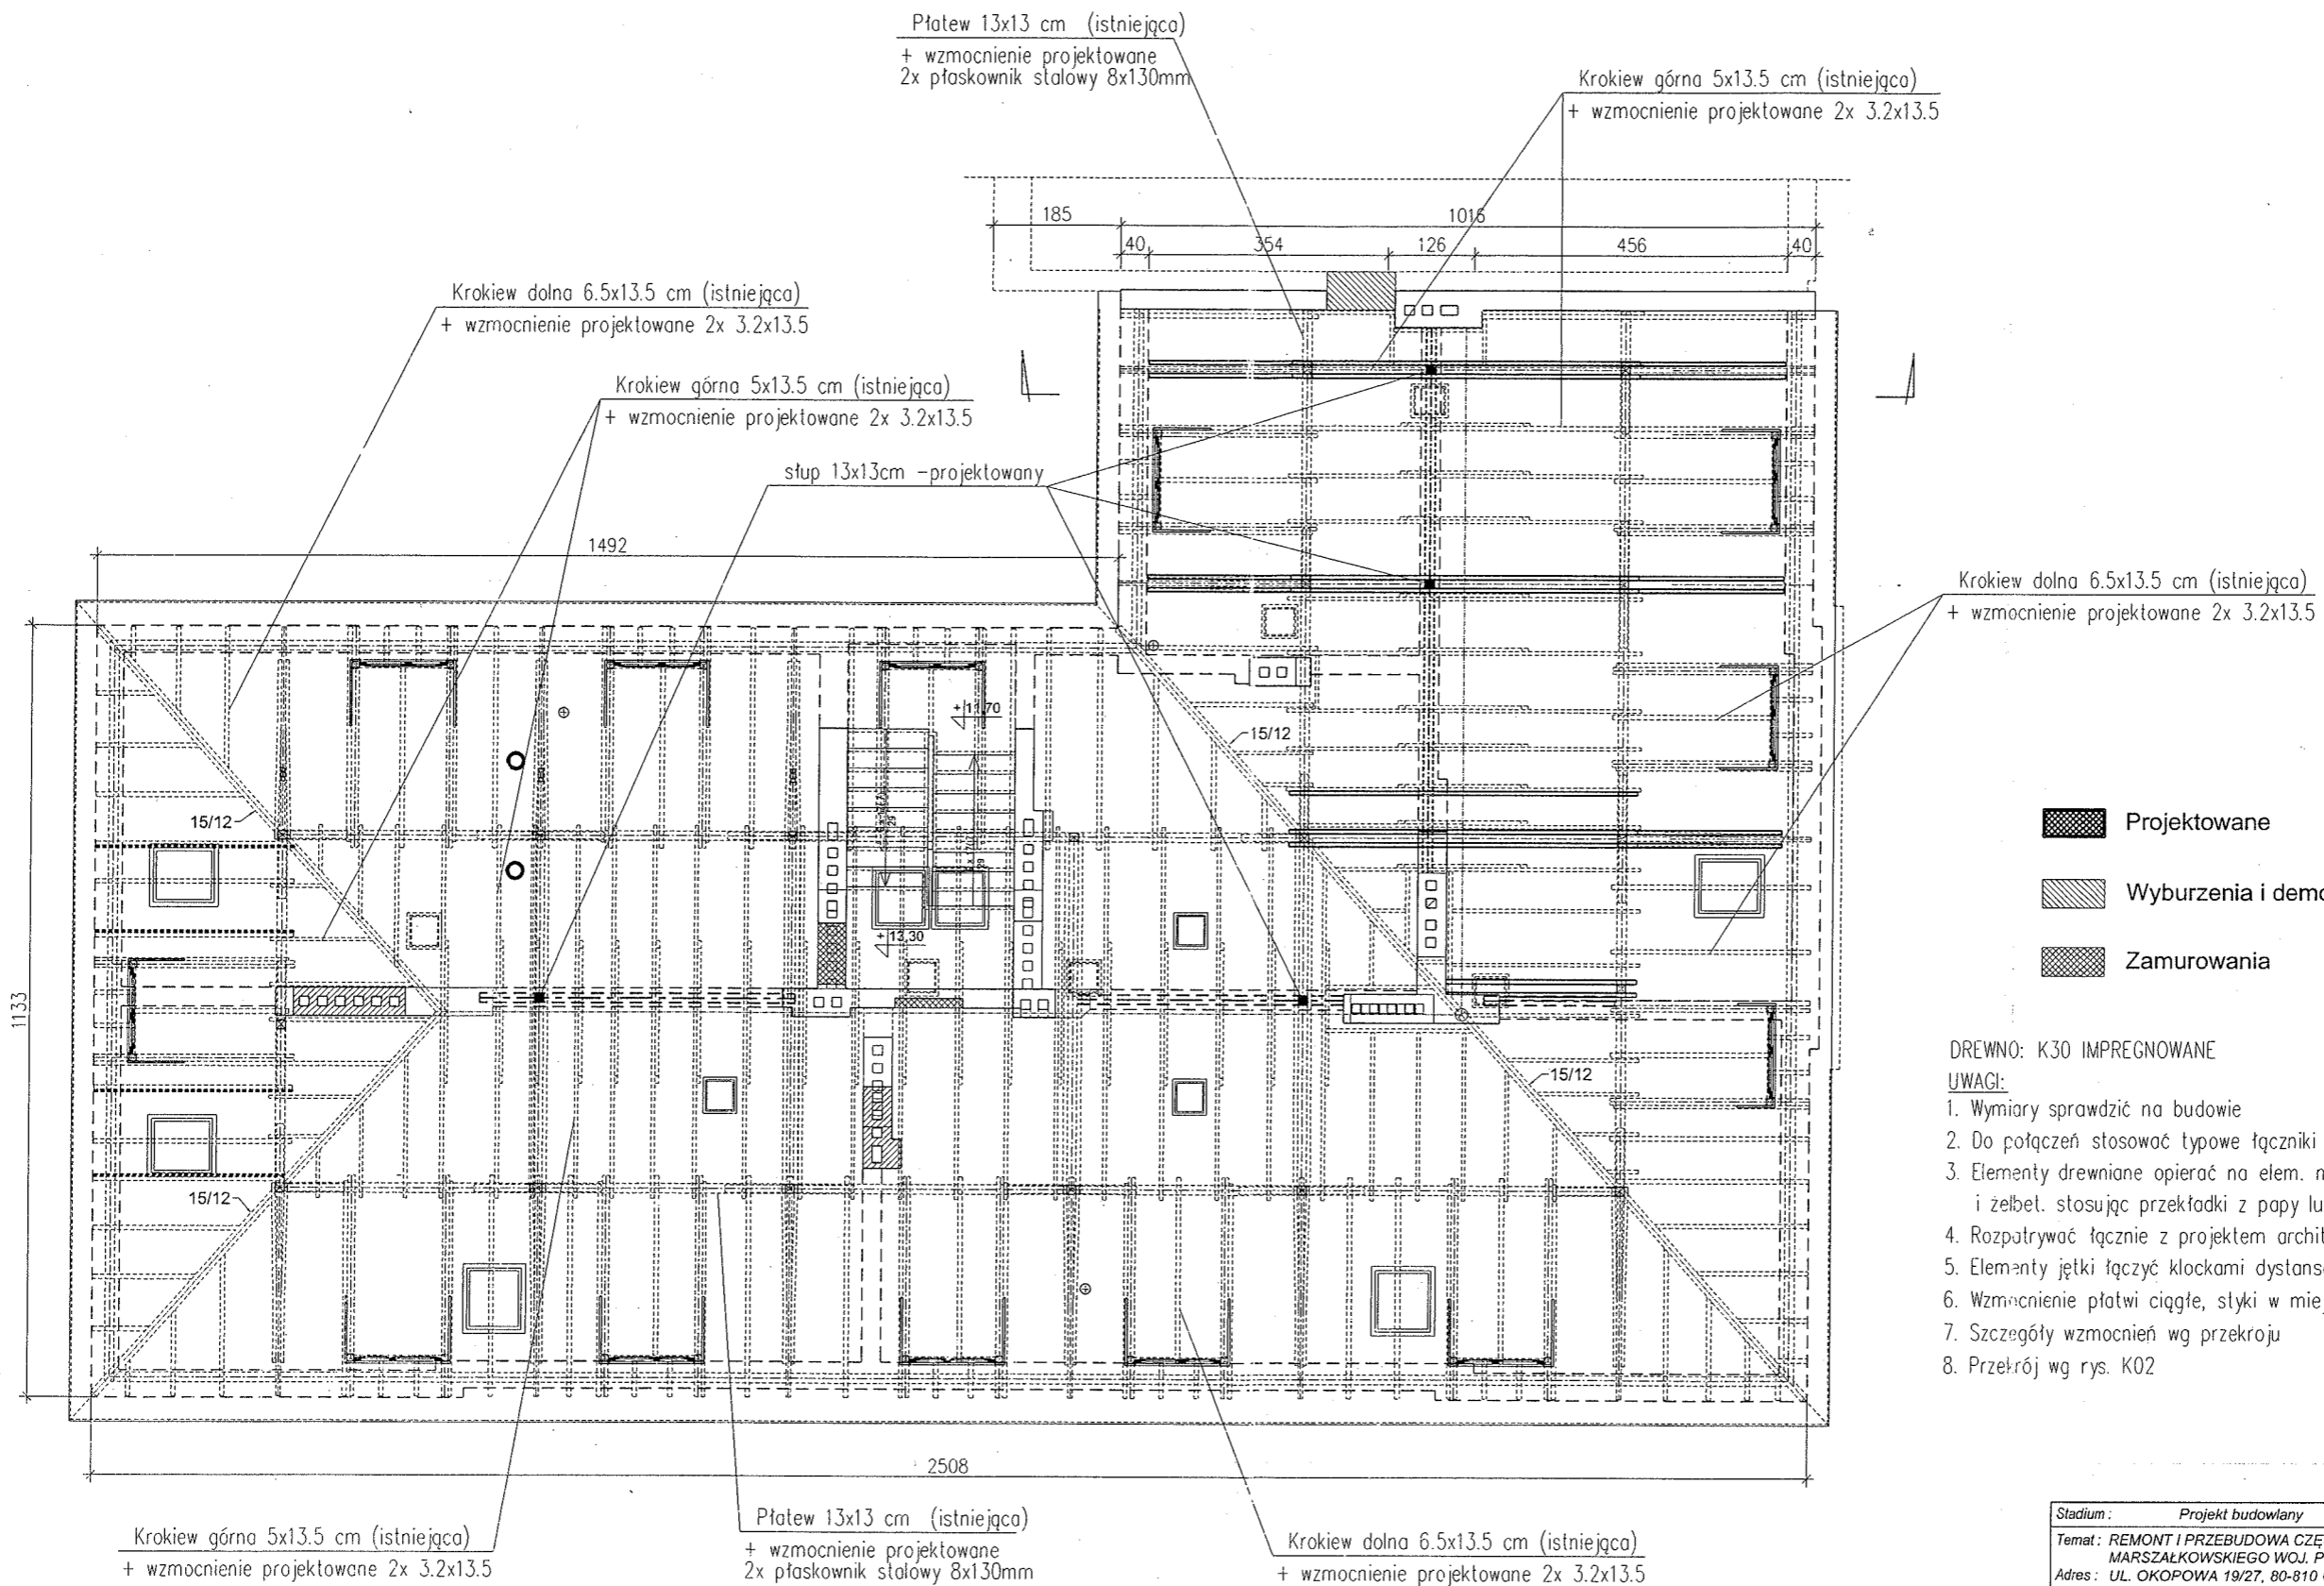 Płatew 13x13 cm (istniejąca)
+ wzmocnienie projektowane
2x płaskownik stalowy 8x130mm
Krokiew górna 5x13.5 cm (istniejąca)
+ wzmocnienie projektowane 2x 3.2x13.5
185
1016
40
354
126
456
40
Krokiew dolna 6.5x13.5 cm (istniejąca)
+ wzmocnienie projektowane 2x 3.2x13.5
Krokiew górna 5x13.5 cm (istniejąca)
+ wzmocnienie projektowane 2x 3.2x13.5
słup 13x13cm -projektowany
1492
Krokiew dolna 6.5x13.5 cm (istniejąca)
+ wzmocnienie projektowane 2x 3.2x13.5
+11,70
15/12
15/12
29
29
+13,30
1133
15/12
15/12
Projektowane
Wyburzenia i demo
Zamurowania
DREWNO: K30 IMPREGNOWANE
UWAGI:
1. Wymiary sprawdzić na budowie
2. Do połączeń stosować typowe łączniki
3. Elementy drewniane opierać na elem. 
i żelbet. stosując przekładki z papy lu
4. Rozpatrywać łącznie z projektem archit
5. Elementy jętki łączyć klockami dystans
6. Wzmocnienie płatwi ciągłe, styki w mie
7. Szczegóły wzmocnień wg przekroju
8. Przekrój wg rys. K02
2508
Krokiew górna 5x13.5 cm (istniejąca)
+ wzmocnienie projektowane 2x 3.2x13.5
Płatew 13x13 cm (istniejąca)
+ wzmocnienie projektowane
2x płaskownik stalowy 8x130mm
Krokiew dolna 6.5x13.5 cm (istniejąca)
+ wzmocnienie projektowane 2x 3.2x13.5
Stadium : Projekt budowlany
Temat : REMONT I PRZEBUDOWA CZĘ
MARSZAŁKOWSKIEGO WOJ. P
Adres : UL. OKOPOWA 19/27, 80-810